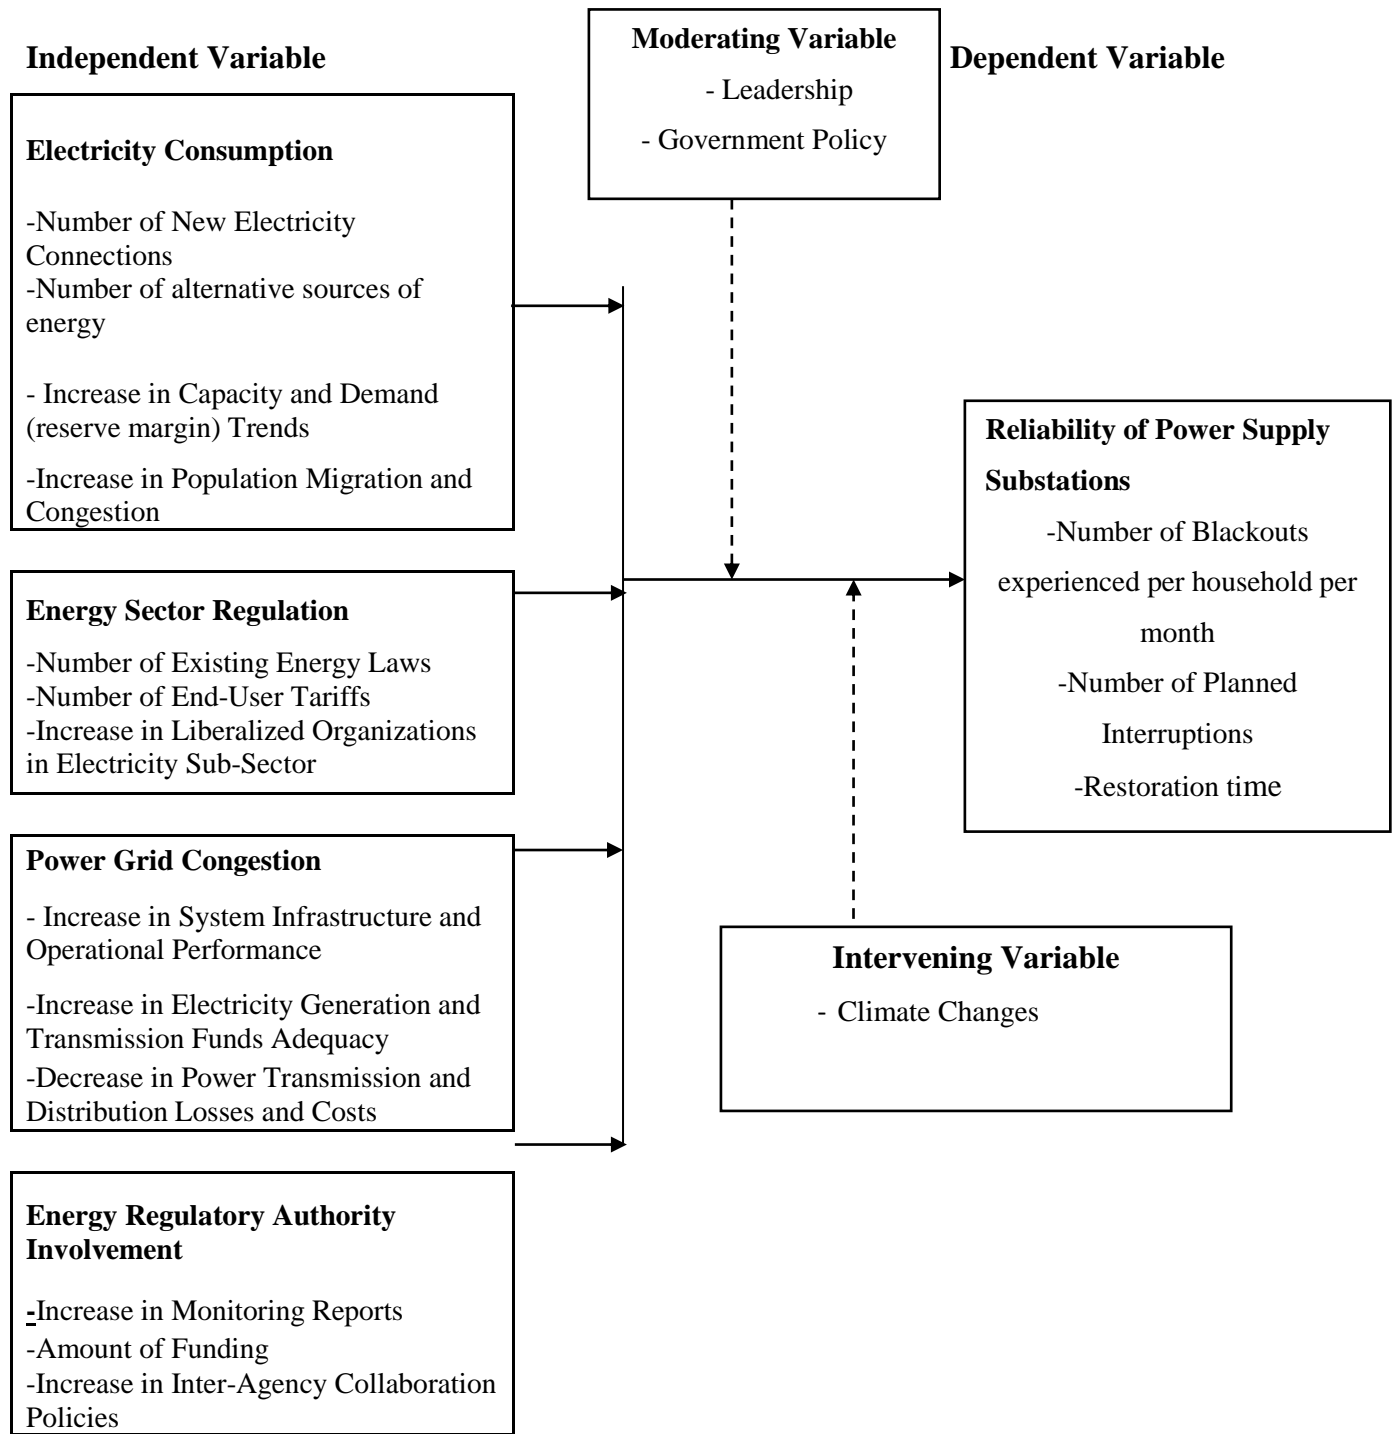 Independent Variable
Electricity Consumption
-Number of New Electricity
Connections
-Number of alternative sources of
energy
- Increase in Capacity and Demand
(reserve margin) Trends
-Increase in Population Migration and
Congestion
Energy Sector Regulation
-Number of Existing Energy Laws
-Number of End-User Tariffs
-Increase in Liberalized Organizations
in Electricity Sub-Sector
Power Grid Congestion
- Increase in System Infrastructure and
Operational Performance
-Increase in Electricity Generation and
Transmission Funds Adequacy
-Decrease in Power Transmission and
Distribution Losses and Costs
Energy Regulatory Authority
Involvement
-Increase in Monitoring Reports
-Amount of Funding
-Increase in Inter-Agency Collaboration
Policies
Moderating Variable
- Leadership
- Government Policy
Intervening Variable
- Climate Changes
Dependent Variable
Reliability of Power Supply
Substations
-Number of Blackouts
experienced per household per
month
-Number of Planned
Interruptions
-Restoration time